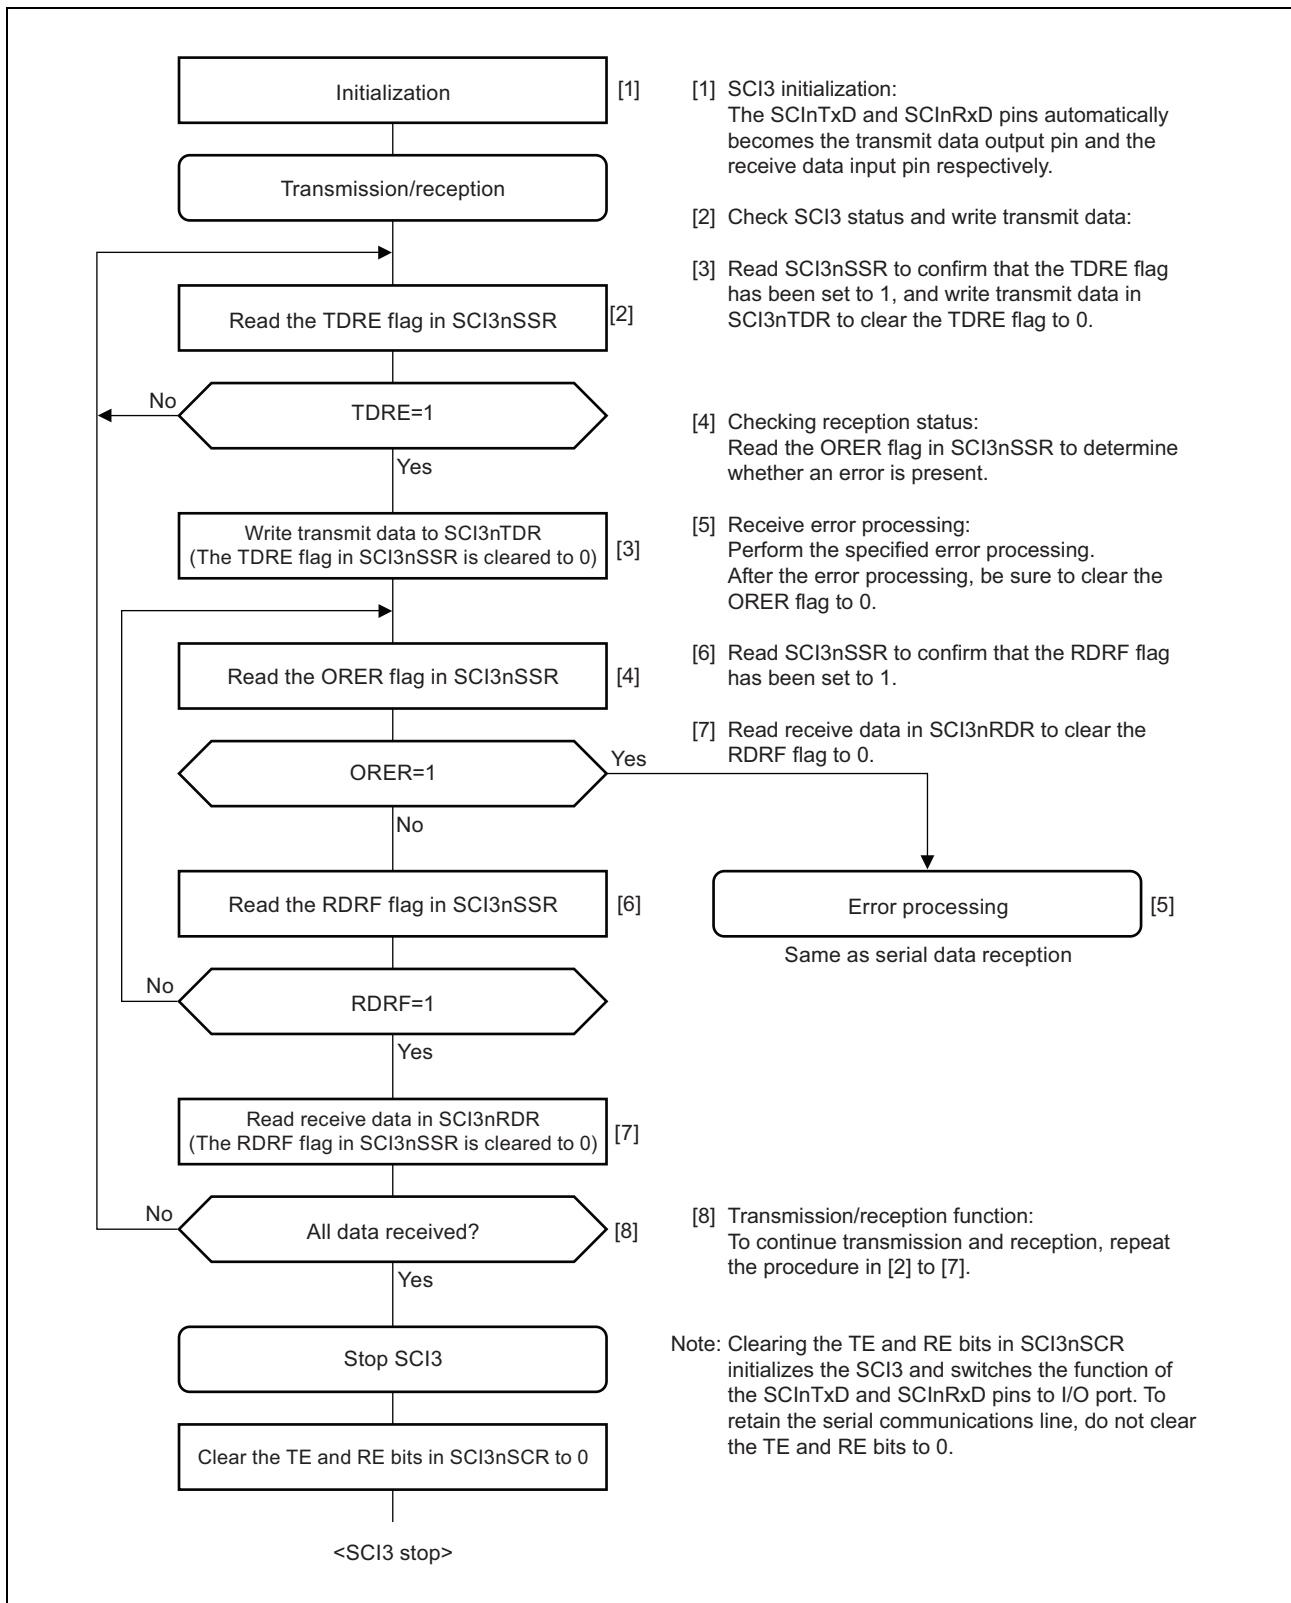 Initialization
[1]
Transmission/reception
Read the TDRE flag in SCI3nSSR
[2]
No
TDRE=1
Yes
Write transmit data to SCI3nTDR
(The TDRE flag in SCI3nSSR is cleared to 0)
[3]
Read the ORER flag in SCI3nSSR
[4]
ORER=1
Yes
No
Read the RDRF flag in SCI3nSSR
[6]
Error processing
[5]
Same as serial data reception
No
RDRF=1
Yes
Read receive data in SCI3nRDR
(The RDRF flag in SCI3nSSR is cleared to 0)
[7]
No
All data received?
[8]
Yes
Stop SCI3
Clear the TE and RE bits in SCI3nSCR to 0
<SCI3 stop>
[1] SCI3 initialization:
The SCInTxD and SCInRxD pins automatically
becomes the transmit data output pin and the
receive data input pin respectively.
[2] Check SCI3 status and write transmit data:
[3] Read SCI3nSSR to confirm that the TDRE flag
has been set to 1, and write transmit data in
SCI3nTDR to clear the TDRE flag to 0.
[4] Checking reception status:
Read the ORER flag in SCI3nSSR to determine
whether an error is present.
[5] Receive error processing:
Perform the specified error processing.
After the error processing, be sure to clear the
ORER flag to 0.
[6] Read SCI3nSSR to confirm that the RDRF flag
has been set to 1.
[7] Read receive data in SCI3nRDR to clear the
RDRF flag to 0.
[8] Transmission/reception function:
To continue transmission and reception, repeat
the procedure in [2] to [7].
Note: Clearing the TE and RE bits in SCI3nSCR
initializes the SCI3 and switches the function of
the SCInTxD and SCInRxD pins to I/O port. To
retain the serial communications line, do not clear
the TE and RE bits to 0.